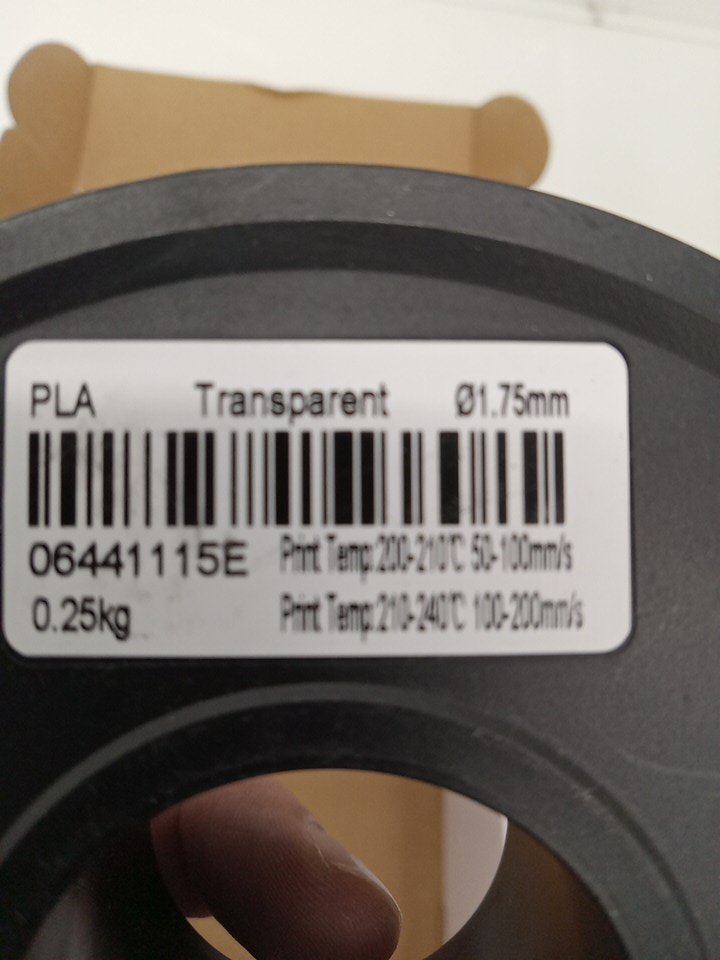 PLA Transparent Ø1.75mm
06441115E Print Temp:200-210℃ 50-100mm/s
0.25kg Print Temp:210-240℃ 100-200mm/s